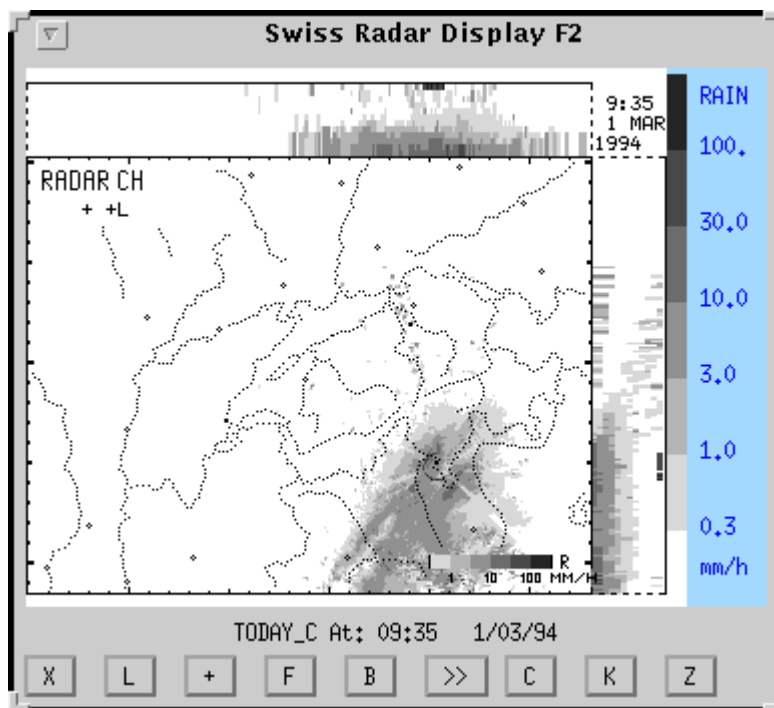 Swiss Radar Display F2
9:35
1 MAR
1994
RAIN
100.
30.0
10.0
3.0
1.0
0.3
mm/h
RADAR CH
+ +L
R
1 10 100 MM/H
TODAY_C At: 09:35 1/03/94
X L + F B >> C K Z